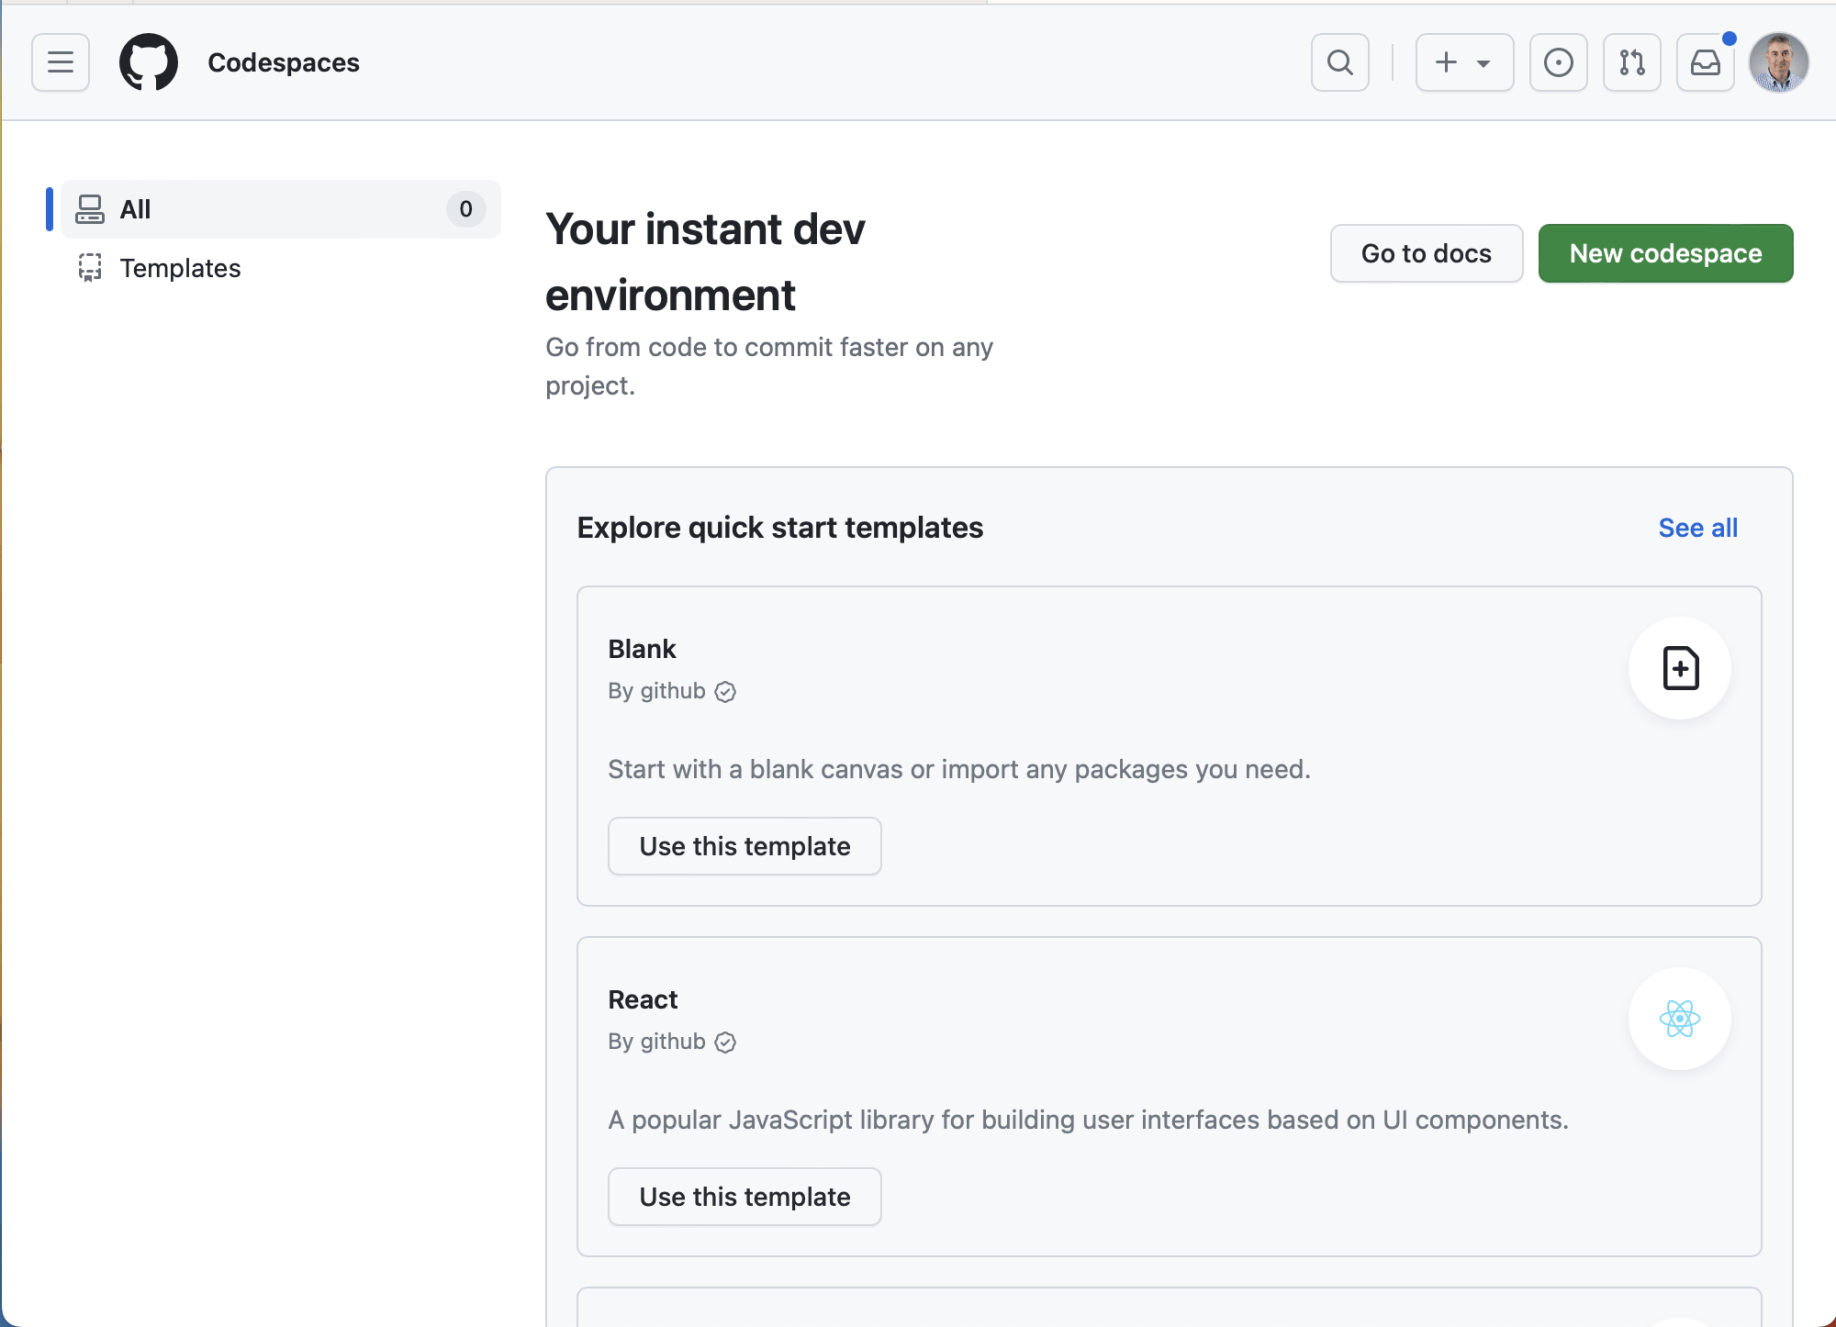 Codespaces
All
0
Templates
Your instant dev
environment
Go from code to commit faster on any
project.
Go to docs
New codespace
Explore quick start templates
See all
Blank
By github
Start with a blank canvas or import any packages you need.
Use this template
React
By github
A popular JavaScript library for building user interfaces based on UI components.
Use this template